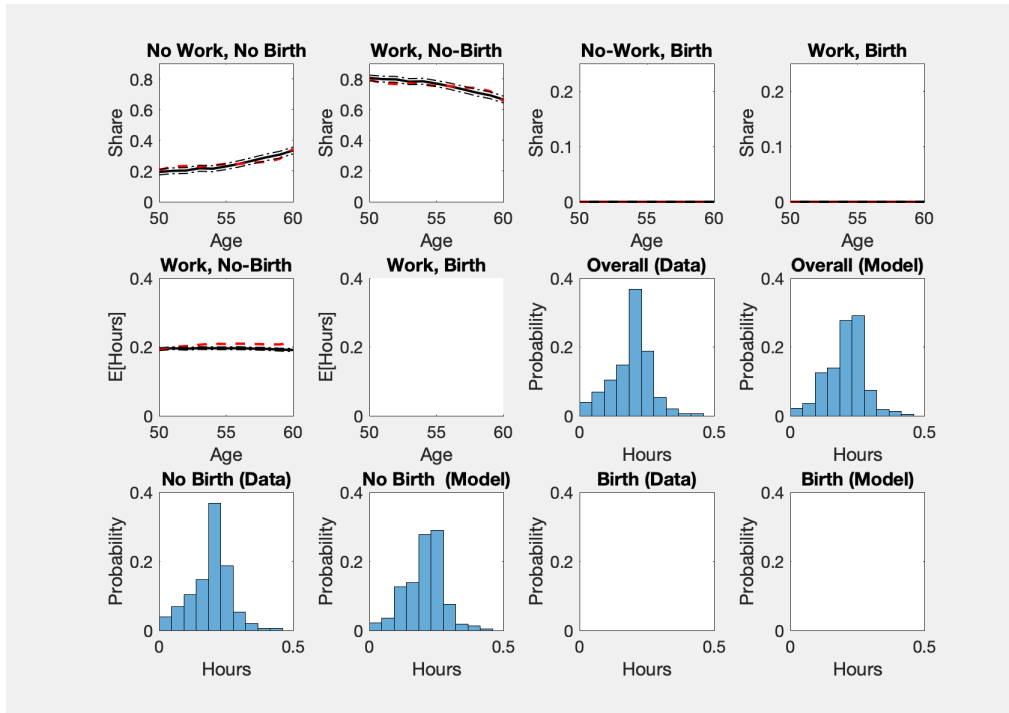 No Work, No Birth
Share
0.8
0.6
0.4
0.2
0
50
55
60
Age
Work, No-Birth
Share
0.8
0.6
0.4
0.2
0
50
55
60
Age
No-Work, Birth
Share
0.2
0.1
0
50
55
60
Age
Work, Birth
Share
0.2
0.1
0
50
55
60
Age
Work, No-Birth
E[Hours]
0.4
0.2
0
50
55
60
Age
Work, Birth
E[Hours]
0.4
0.2
0
50
55
60
Age
Overall (Data)
Probability
0.4
0.2
0
0
0.5
Hours
Overall (Model)
Probability
0.4
0.2
0
0
0.5
Hours
No Birth (Data)
Probability
0.4
0.2
0
0
0.5
Hours
No Birth  (Model)
Probability
0.4
0.2
0
0
0.5
Hours
Birth (Data)
Probability
0.4
0.2
0
0
0.5
Hours
Birth (Model)
Probability
0.4
0.2
0
0
0.5
Hours